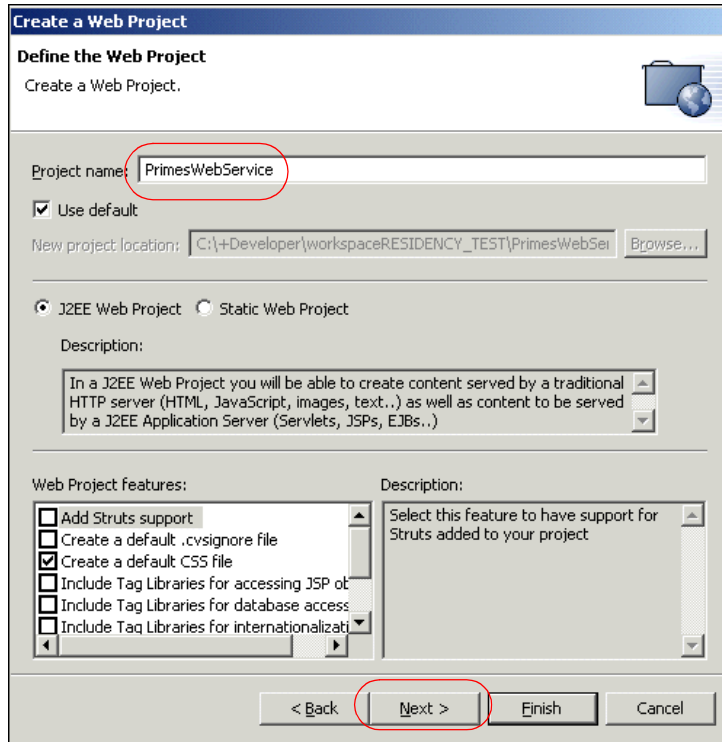 Create a Web Project
Define the Web Project
Create a Web Project.
Project name: PrimesWebService
Use default
New project location: C:\+Developer\workspaceRESIDENCY_TEST\PrimesWebSer Browse...
J2EE Web Project Static Web Project
Description:
In a J2EE Web Project you will be able to create content served by a traditional
HTTP server (HTML, JavaScript, images, text..) as well as content to be served
by a J2EE Application Server (Servlets, JSPs, EJBs..)
Web Project features:
Add Struts support
Create a default .cvsignore file
Create a default CSS file
Include Tag Libraries for accessing JSP ob
Include Tag Libraries for database access
Include Tag Libraries for internationalizati
Description:
Select this feature to have support for
Struts added to your project
< Back Next > Finish Cancel